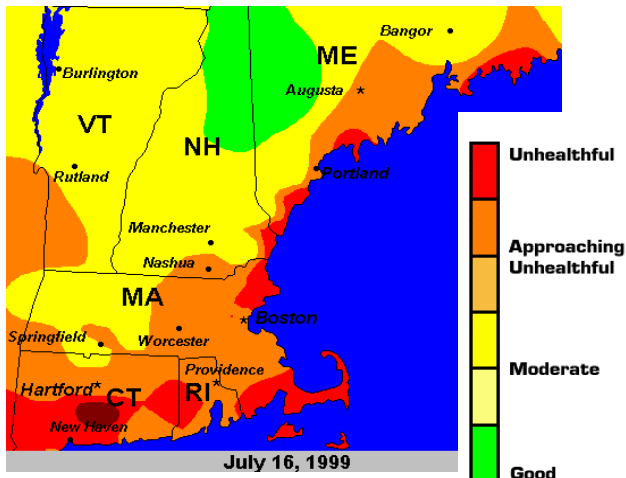 Bangor
ME
Burlington
Augusta
VT
NH
Unhealthful
Rutland
Portland
Manchester
Approaching
Unhealthful
Nashua
MA
Boston
Springfield
Worcester
Moderate
Providence
Hartford
CT
RI
New Haven
July 16, 1999
Good